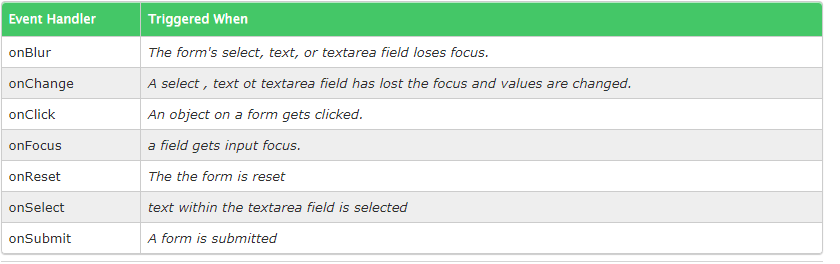 Event Handler Triggered When
onBlur The form's select, text, or textarea field loses focus.
onChange A select , text ot textarea field has lost the focus and values are changed.
onClick An object on a form gets clicked.
onFocus a field gets input focus.
onReset The the form is reset
onSelect text within the textarea field is selected
onSubmit A form is submitted